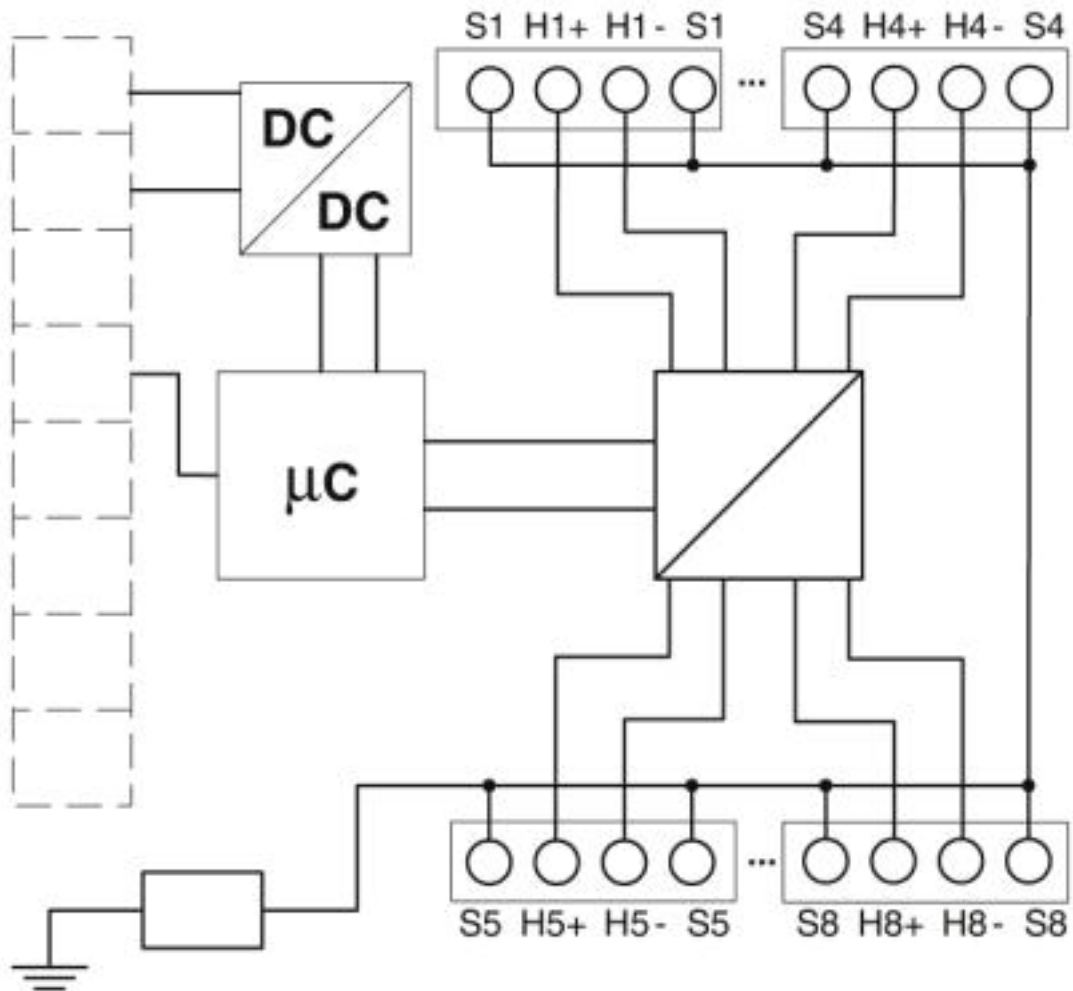 S1 H1+ H1- S1 S4 H4+ H4- S4
... 
DC
DC
µC
...
S5 H5+ H5- S5 S8 H8+ H8- S8